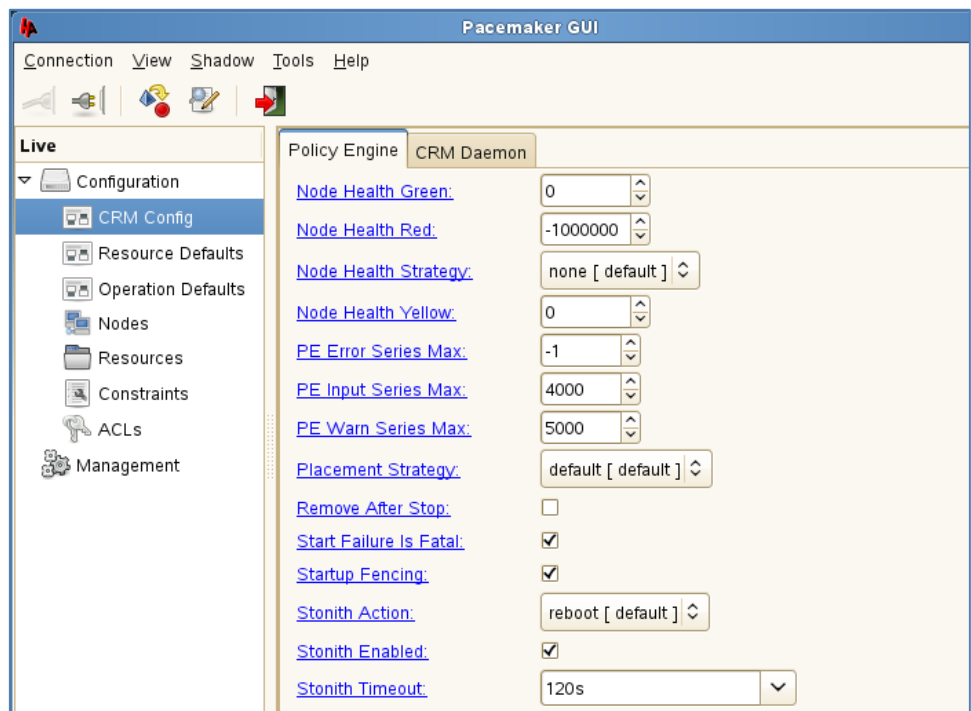 Pacemaker GUI
Connection View Shadow Tools Help
Live
Configuration
CRM Config
Resource Defaults
Operation Defaults
Nodes
Resources
Constraints
ACLs
Management
Policy Engine CRM Daemon
Node Health Green: 0
Node Health Red: -1000000
Node Health Strategy: none [ default ]
Node Health Yellow: 0
PE Error Series Max: -1
PE Input Series Max: 4000
PE Warn Series Max: 5000
Placement Strategy: default [ default ]
Remove After Stop:
Start Failure Is Fatal:
Startup Fencing:
Stonith Action: reboot [ default ]
Stonith Enabled:
Stonith Timeout: 120s